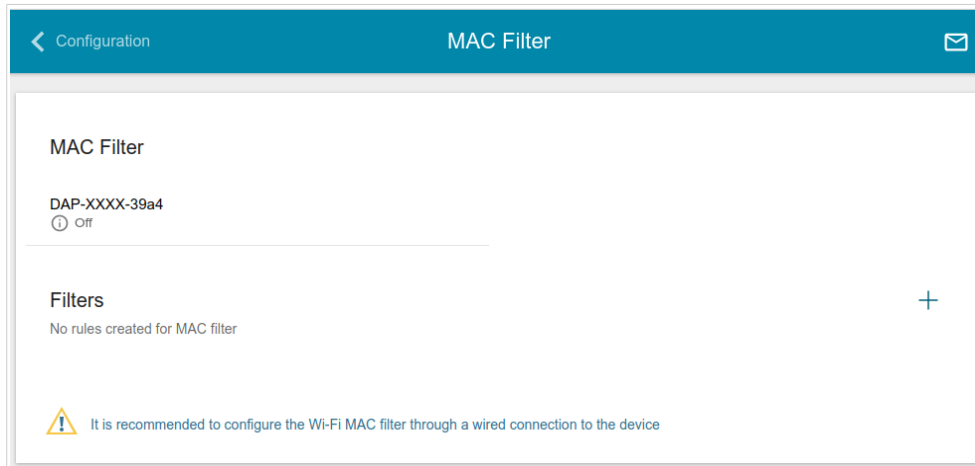 Configuration
MAC Filter
MAC Filter
DAP-XXXX-39a4
Off
Filters
No rules created for MAC filter
It is recommended to configure the Wi-Fi MAC filter through a wired connection to the device